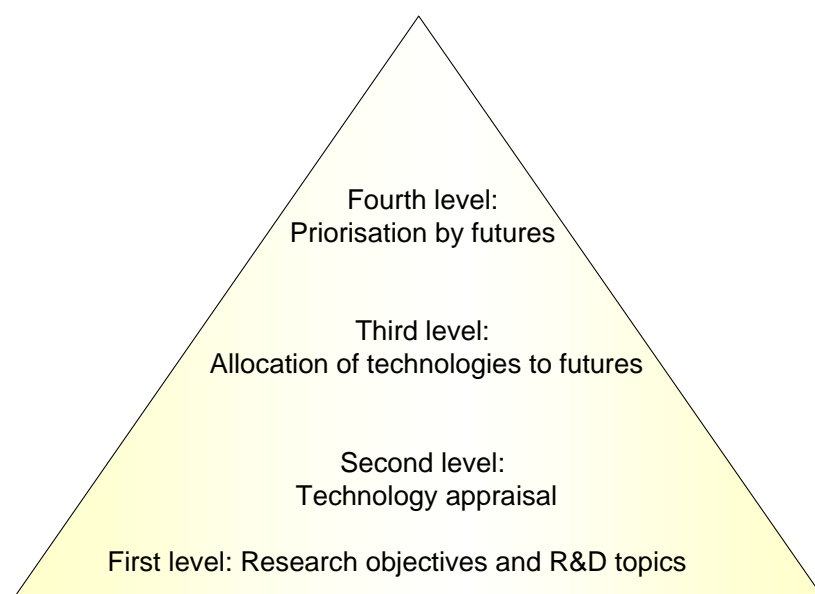 Fourth level:
Priorisation by futures
Third level:
Allocation of technologies to futures
Second level:
Technology appraisal
First level: Research objectives and R&D topics